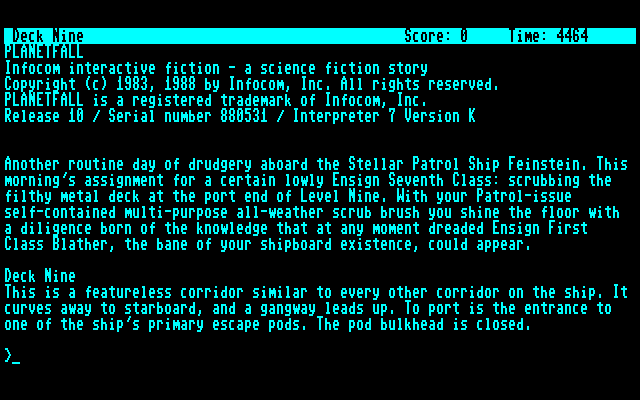 Deck Nine Score: 0 Time: 4464
PLANETFALL
Infocom interactive fiction - a science fiction story
Copyright (c) 1983, 1988 by Infocom, Inc. All rights reserved.
PLANETFALL is a registered trademark of Infocom, Inc.
Release 10 / Serial number 880531 / Interpreter 7 Version K
Another routine day of drudgery aboard the Stellar Patrol Ship Feinstein. This
morning's assignment for a certain lowly Ensign Seventh Class: scrubbing the
filthy metal deck at the port end of Level Nine. With your Patrol-issue
self-contained multi-purpose all-weather scrub brush you shine the floor with
a diligence born of the knowledge that at any moment dreaded Ensign First
Class Blather, the bane of your shipboard existence, could appear.
Deck Nine
This is a featureless corridor similar to every other corridor on the ship. It
curves away to starboard, and a gangway leads up. To port is the entrance to
one of the ship's primary escape pods. The pod bulkhead is closed.
>_